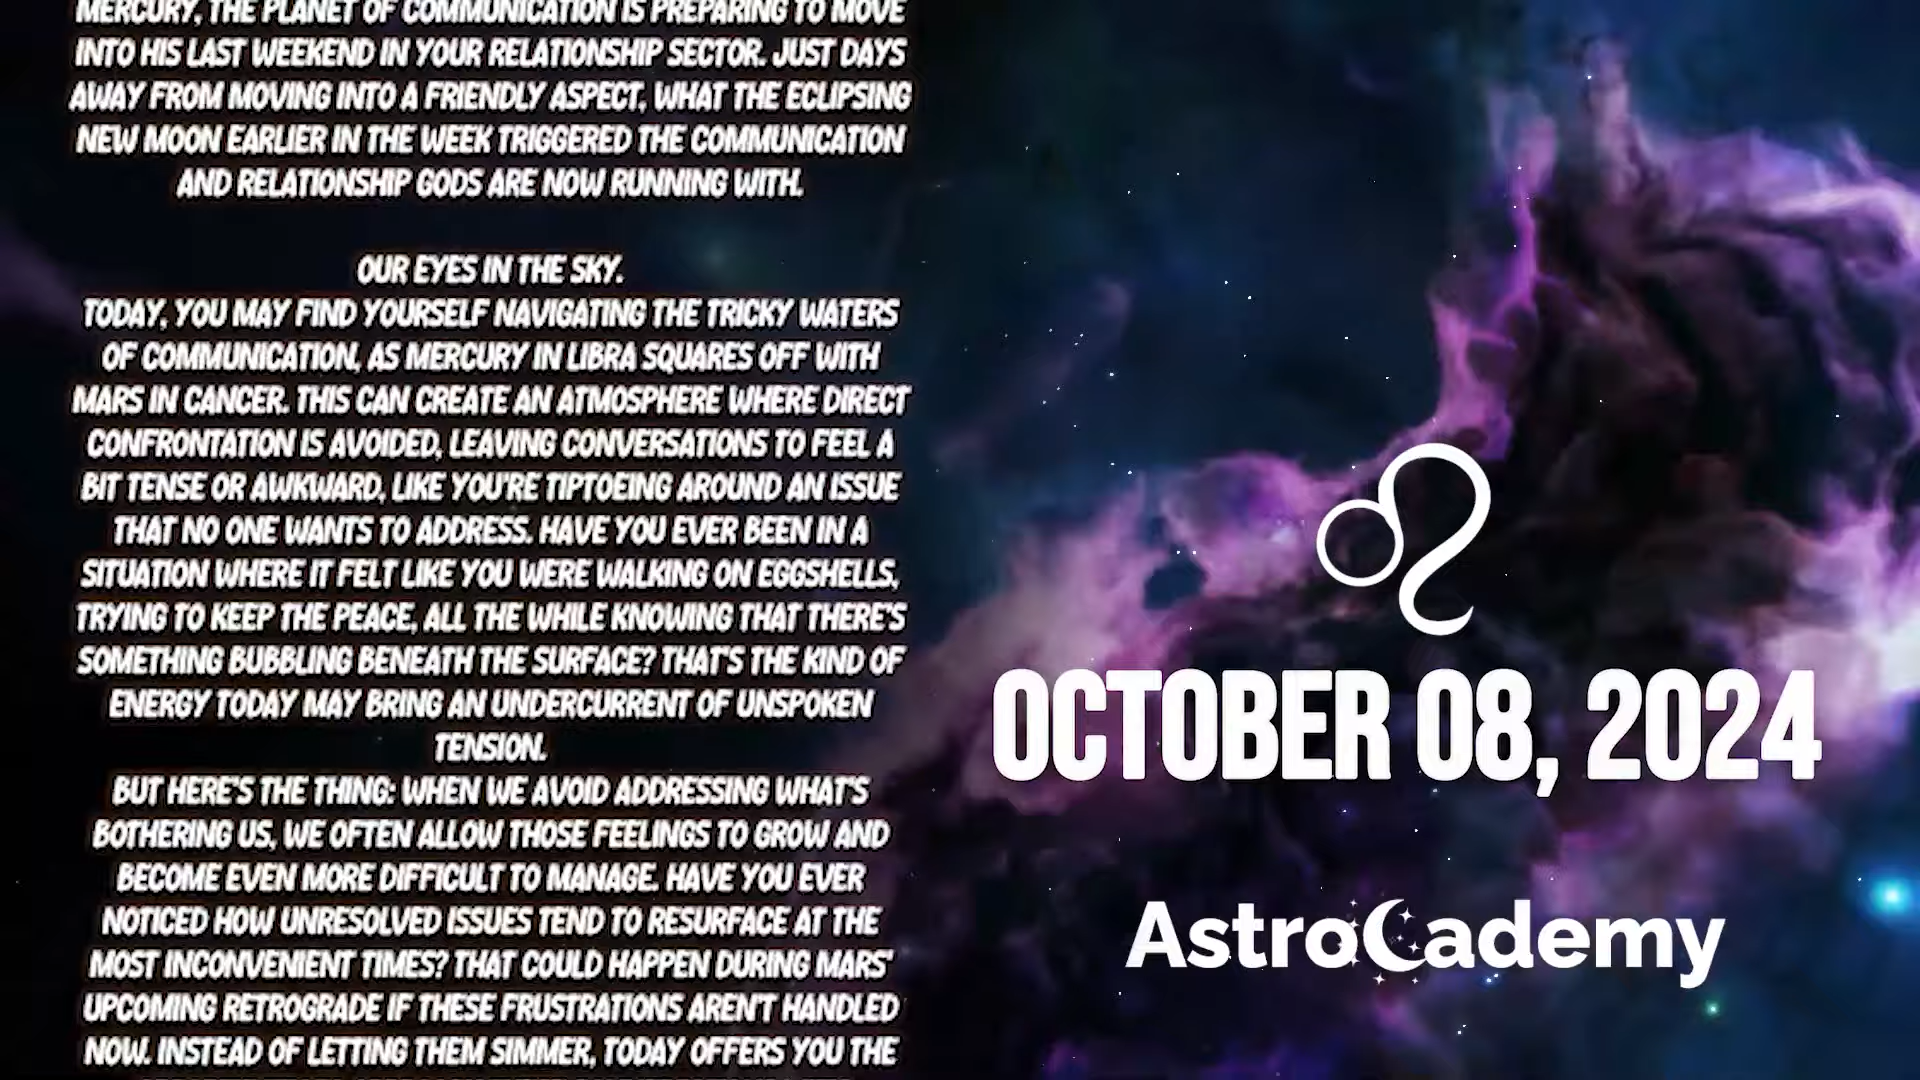 MERCURY, THE PLANET OF COMMUNICATION IS PREPARING TO MOVE
INTO HIS LAST WEEKEND IN YOUR RELATIONSHIP SECTOR. JUST DAYS
AWAY FROM MOVING INTO A FRIENDLY ASPECT, WHAT THE ECLIPSING
NEW MOON EARLIER IN THE WEEK TRIGGERED THE COMMUNICATION
AND RELATIONSHIP GODS ARE NOW RUNNING WITH.
OUR EYES IN THE SKY.
TODAY, YOU MAY FIND YOURSELF NAVIGATING THE TRICKY WATERS
OF COMMUNICATION, AS MERCURY IN LIBRA SQUARES OFF WITH
MARS IN CANCER. THIS CAN CREATE AN ATMOSPHERE WHERE DIRECT
CONFRONTATION IS AVOIDED, LEAVING CONVERSATIONS TO FEEL A
BIT TENSE OR AWKWARD, LIKE YOU'RE TIPTOEING AROUND AN ISSUE
THAT NO ONE WANTS TO ADDRESS. HAVE YOU EVER BEEN IN A
SITUATION WHERE IT FELT LIKE YOU WERE WALKING ON EGGSHELLS,
TRYING TO KEEP THE PEACE, ALL THE WHILE KNOWING THAT THERE'S
SOMETHING BUBBLING BENEATH THE SURFACE? THAT'S THE KIND OF
ENERGY TODAY MAY BRING AN UNDERCURRENT OF UNSPOKEN
TENSION.
BUT HERE'S THE THING: WHEN WE AVOID ADDRESSING WHAT'S
BOTHERING US, WE OFTEN ALLOW THOSE FEELINGS TO GROW AND
BECOME EVEN MORE DIFFICULT TO MANAGE. HAVE YOU EVER
NOTICED HOW UNRESOLVED ISSUES TEND TO RESURFACE AT THE
MOST INCONVENIENT TIMES? THAT COULD HAPPEN DURING MARS'
UPCOMING RETROGRADE IF THESE FRUSTRATIONS AREN'T HANDLED
NOW. INSTEAD OF LETTING THEM SIMMER, TODAY OFFERS YOU THE
♌
OCTOBER 08, 2024
AstroCademy